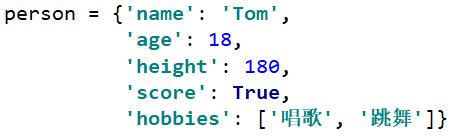 person = {'name': 'Tom',
'age': 18,
'height': 180,
'score': True,
'hobbies': ['唱歌', '跳舞']}